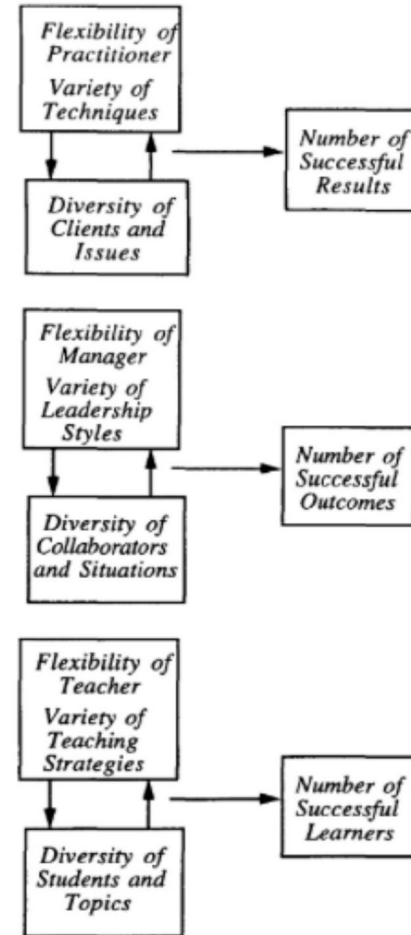 Flexibility of
Practitioner
Variety of
Techniques
Number of
Successful
Results
Diversity of
Clients and
Issues
Flexibility of
Manager
Variety of
Leadership
Styles
Number of
Successful
Outcomes
Diversity of
Collaborators
and Situations
Flexibility of
Teacher
Variety of
Teaching
Strategies
Number of
Successful
Learners
Diversity of
Students and
Topics